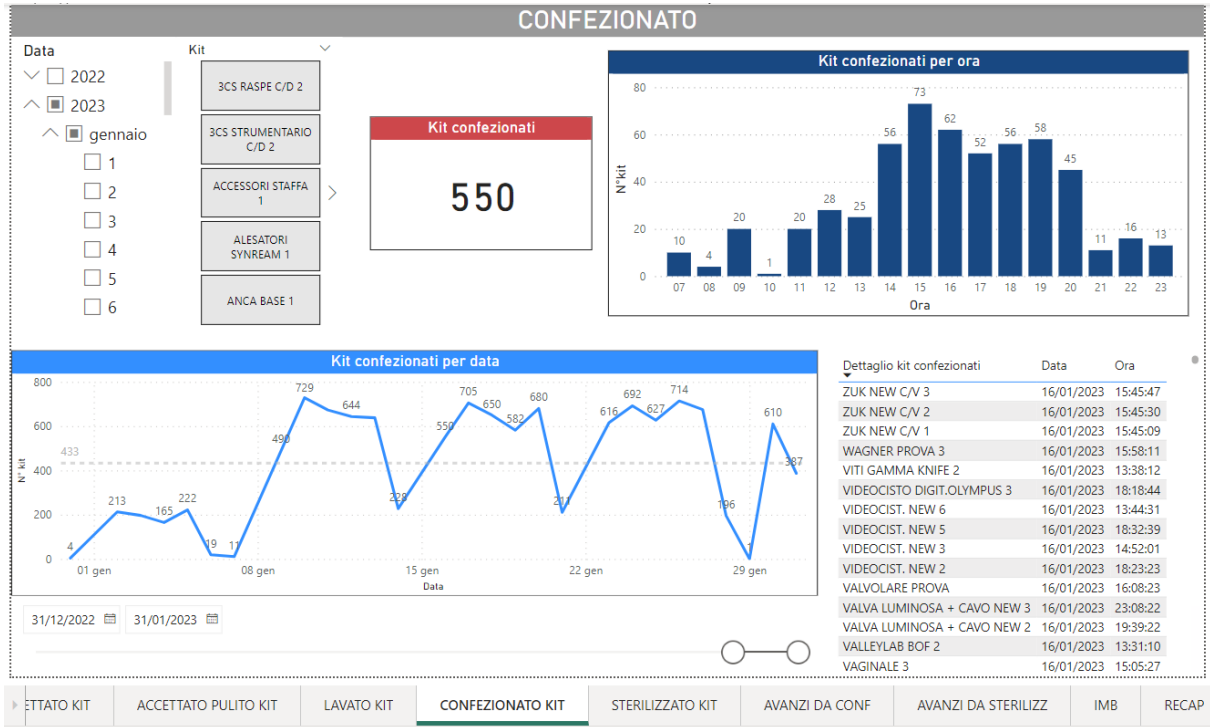 CONFEZIONATO
Data
2022
2023
gennaio
1
2
3
4
5
6
Kit
3CS RASPE C/D 2
3CS STRUMENTARIO
C/D 2
ACCESSORI STAFFA
1
ALESATORI
SYNREAM 1
ANCA BASE 1
Kit confezionati
550
Kit confezionati per ora
80
60
40
20
0
N°kit
10
4
20
1
20
28
25
56
73
62
52
56
58
45
11
16
13
07 08 09 10 11 12 13 14 15 16 17 18 19 20 21 22 23
Ora
Kit confezionati per data
800
600
400
200
0
N° kit
433
4
213
165
222
19
11
490
729
644
228
550
705
650
582
680
211
616
692
627
714
196
1
610
387
01 gen 08 gen 15 gen 22 gen 29 gen
Data
31/12/2022 31/01/2023
Dettaglio kit confezionati Data Ora
ZUK NEW C/V 3 16/01/2023 15:45:47
ZUK NEW C/V 2 16/01/2023 15:45:30
ZUK NEW C/V 1 16/01/2023 15:45:09
WAGNER PROVA 3 16/01/2023 15:58:11
VITI GAMMA KNIFE 2 16/01/2023 13:38:12
VIDEOCISTO DIGIT.OLYMPUS 3 16/01/2023 18:18:44
VIDEOCIST. NEW 6 16/01/2023 13:44:31
VIDEOCIST. NEW 5 16/01/2023 18:32:39
VIDEOCIST. NEW 3 16/01/2023 14:52:01
VIDEOCIST. NEW 2 16/01/2023 18:23:23
VALVOLARE PROVA 16/01/2023 16:08:23
VALVA LUMINOSA + CAVO NEW 3 16/01/2023 23:08:22
VALVA LUMINOSA + CAVO NEW 2 16/01/2023 19:39:22
VALLEYLAB BOF 2 16/01/2023 13:31:10
VAGINALE 3 16/01/2023 15:05:27
ETTATO KIT ACCETTATO PULITO KIT LAVATO KIT CONFEZIONATO KIT STERILIZZATO KIT AVANZI DA CONF AVANZI DA STERILIZZ IMB RECAP